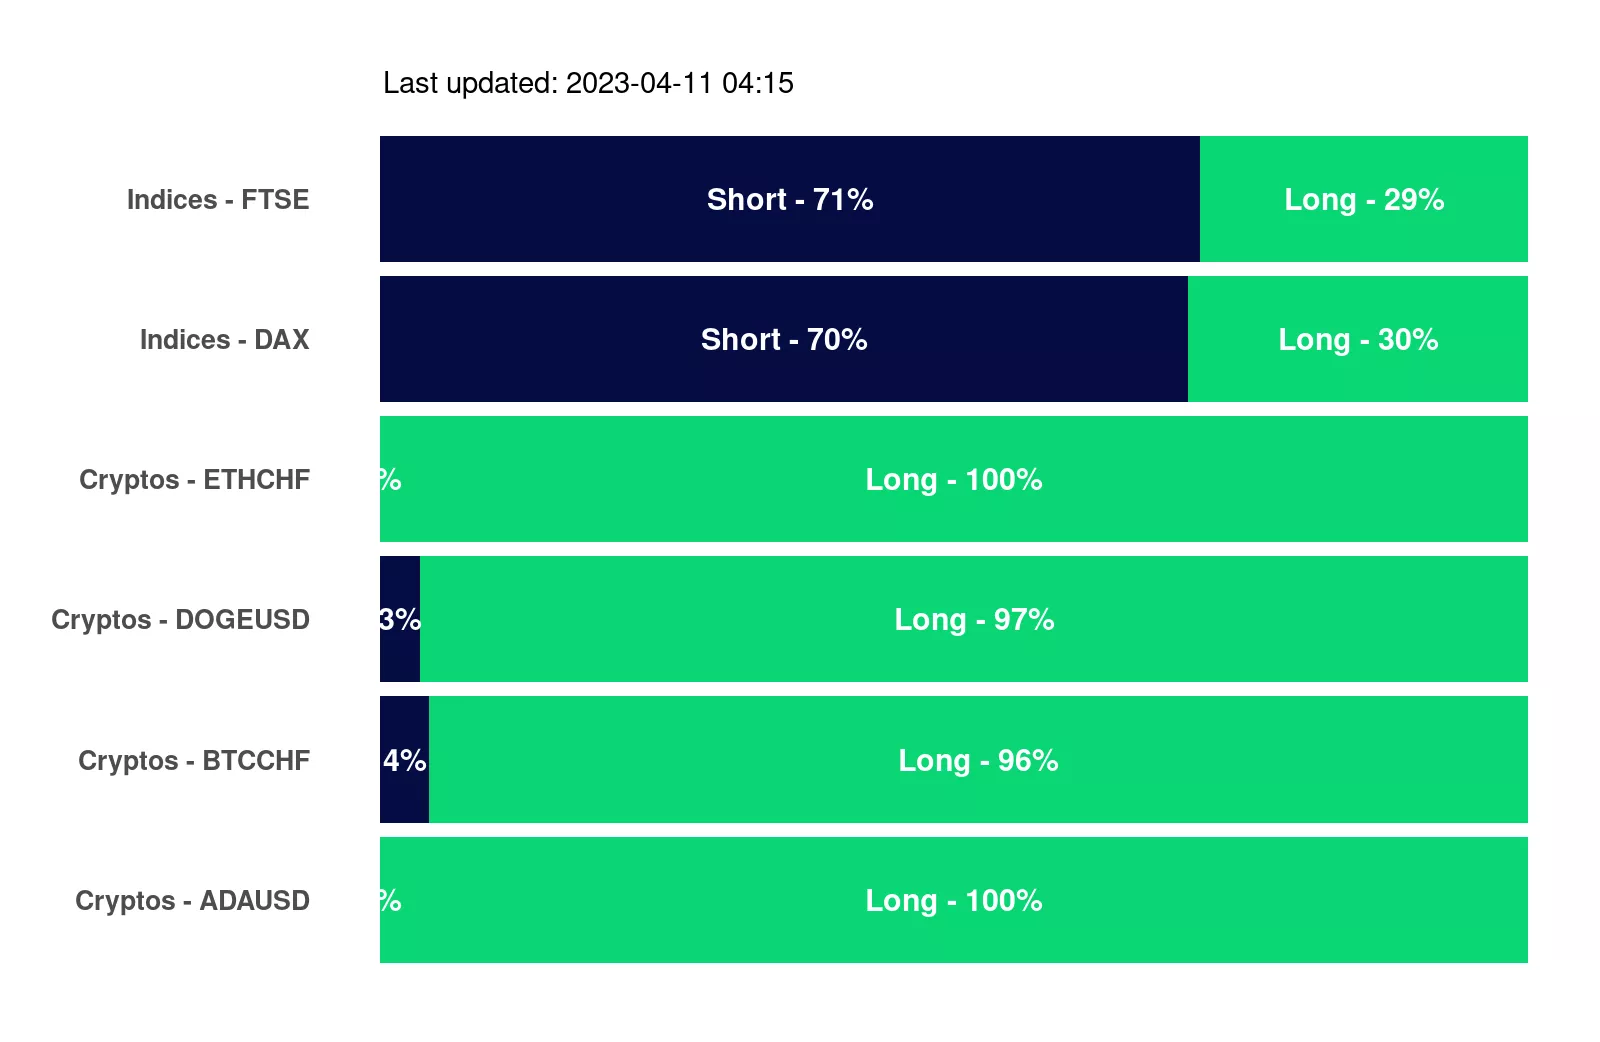 Last updated: 2023-04-11 04:15
Indices - FTSE Short - 71% Long - 29%
Indices - DAX Short - 70% Long - 30%
Cryptos - ETHCHF % Long - 100%
Cryptos - DOGEUSD 3% Long - 97%
Cryptos - BTCCHF 4% Long - 96%
Cryptos - ADAUSD % Long - 100%